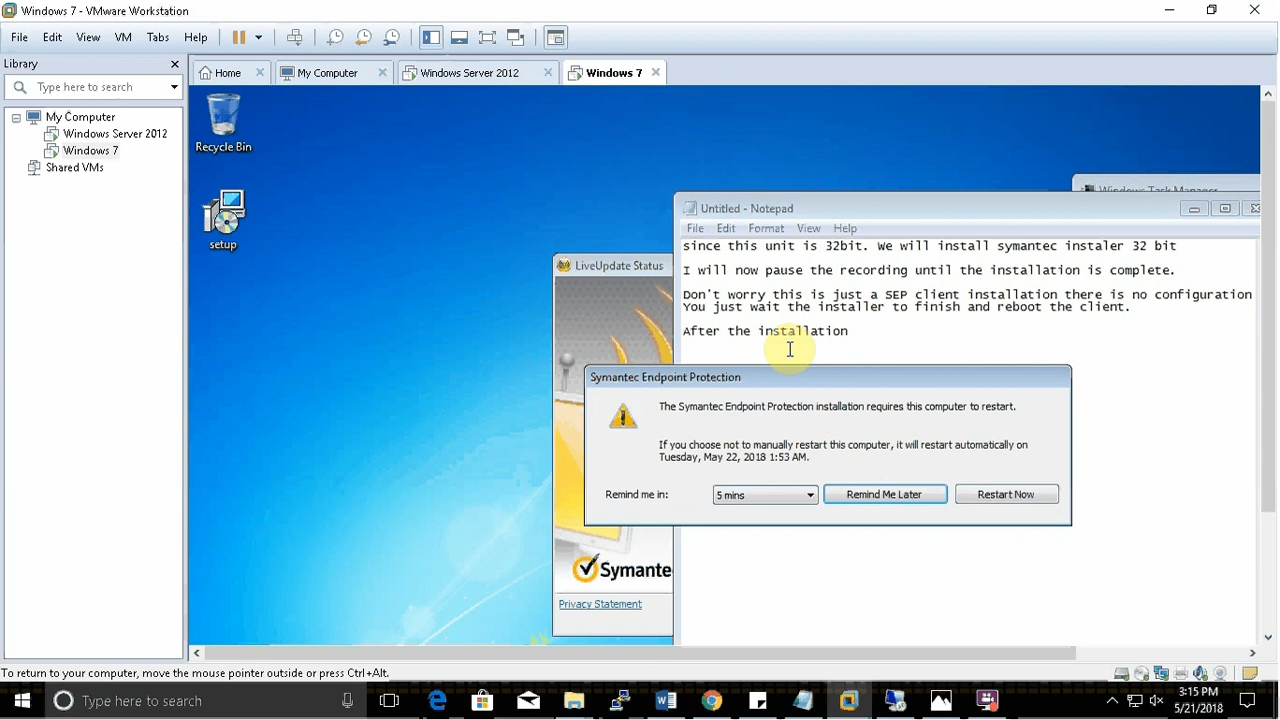 Windows 7 - VMware Workstation
File Edit View VM Tabs Help
Library
Type here to search
My Computer
Windows Server 2012
Windows 7
Shared VMs
Home My Computer Windows Server 2012 Windows 7
Recycle Bin
setup
Windows Task Manager
Untitled - Notepad
File Edit Format View Help
since this unit is 32bit. We will install symantec instaler 32 bit
I will now pause the recording until the installation is complete.
Don't worry this is just a SEP client installation there is no configuration
You just wait the installer to finish and reboot the client.
After the installation
LiveUpdate Status
Symante
Privacy Statement
Symantec Endpoint Protection
The Symantec Endpoint Protection installation requires this computer to restart.
If you choose not to manually restart this computer, it will restart automatically on
Tuesday, May 22, 2018 1:53 AM.
Remind me in: 5 mins Remind Me Later Restart Now
To return to your computer, move the mouse pointer outside or press Ctrl+Alt.
Type here to search
3:15 PM
5/21/2018